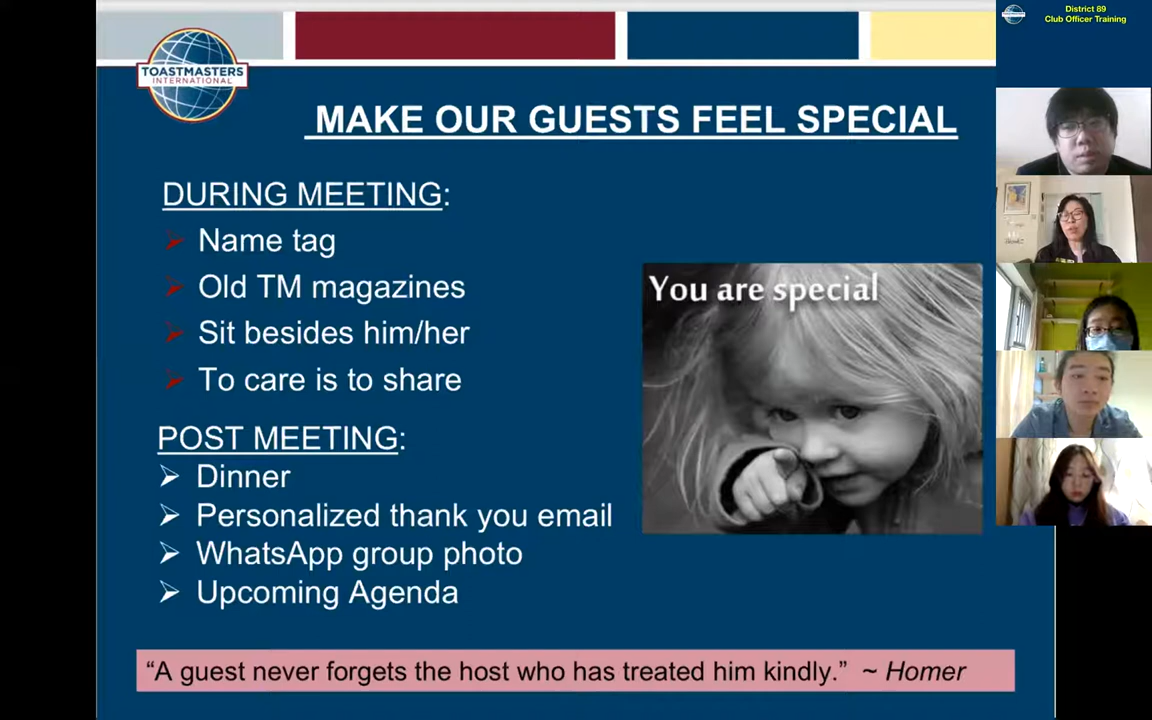 District 89
Club Officer Training
TOASTMASTERS
INTERNATIONAL
MAKE OUR GUESTS FEEL SPECIAL
DURING MEETING:
Name tag
Old TM magazines
Sit besides him/her
To care is to share
You are special
POST MEETING:
Dinner
Personalized thank you email
WhatsApp group photo
Upcoming Agenda
“A guest never forgets the host who has treated him kindly.” ~ Homer